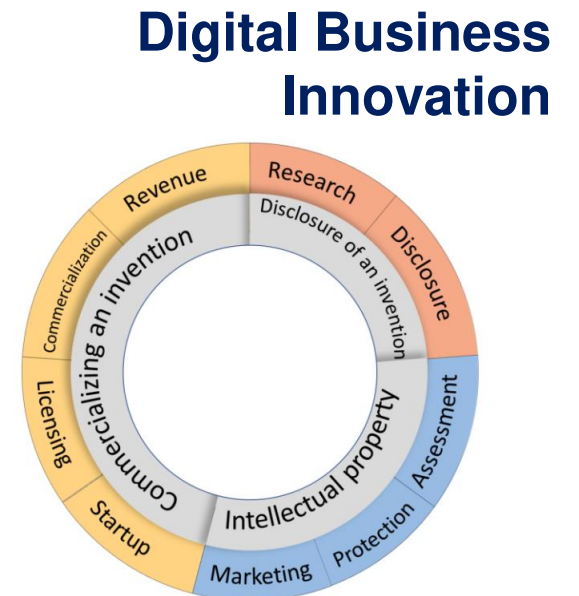 Digital Business
Innovation
Research
Disclosure
Assessment
Protection
Marketing
Startup
Licensing
Commercialization
Revenue
Disclosure of an invention
Intellectual property
Commercializing an invention